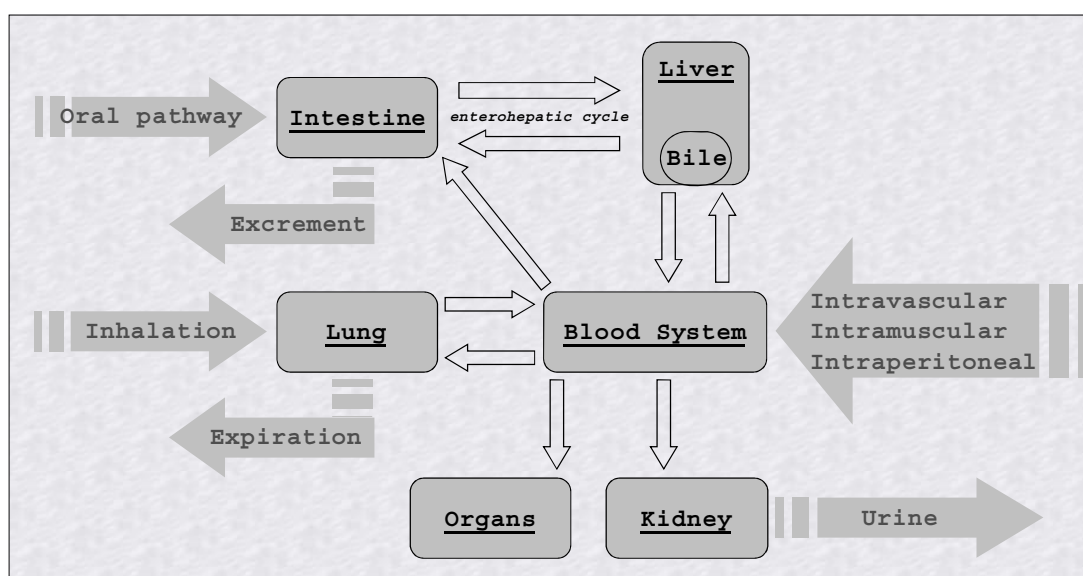 Liver
Oral pathway
Intestine
enterohepatic cycle
Bile
Excrement
Inhalation
Lung
Blood System
Intravascular
Intramuscular
Intraperitoneal
Expiration
Organs
Kidney
Urine